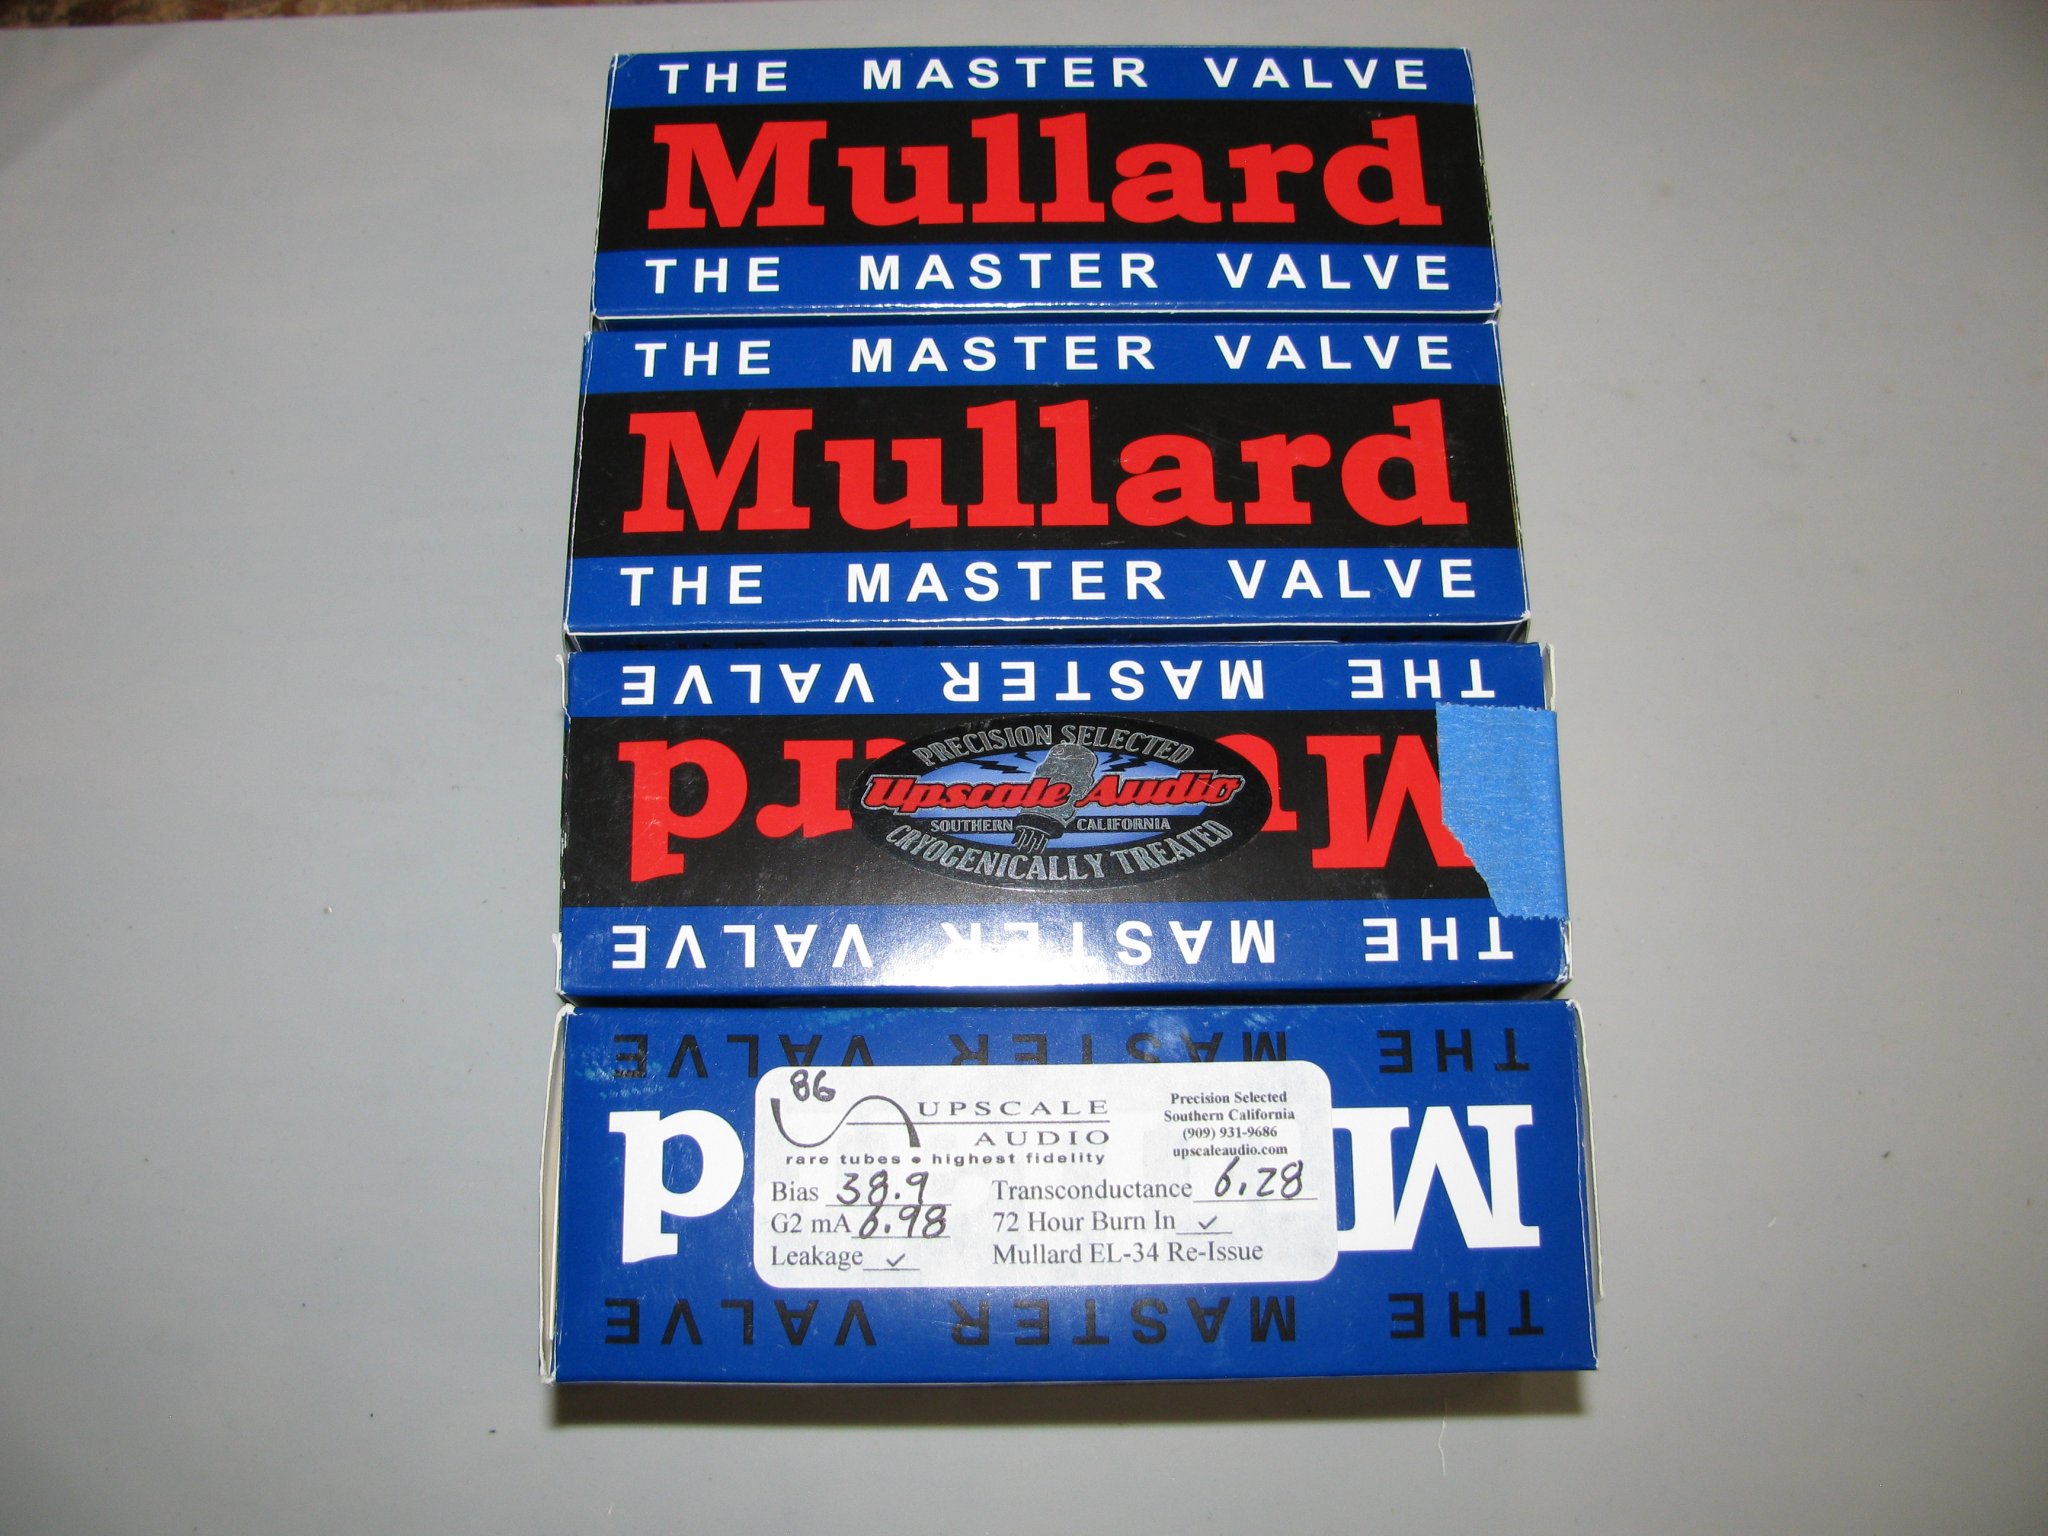 THE MASTER VALVE
Mullard
THE MASTER VALVE
THE MASTER VALVE
Mullard
THE MASTER VALVE
THE MASTER VALVE
PRECISION SELECTED
Upscale Audio
SOUTHERN CALIFORNIA
CRYOGENICALLY TREATED
THE MASTER VALVE
THE MASTER VALVE
86
UPSCALE
AUDIO
rare tubes • highest fidelity
Precision Selected
Southern California
(909) 931-9686
upscaleaudio.com
Bias 38.9 Transconductance 6.28
G2 mA 6.98 72 Hour Burn In ✓
Leakage ✓ Mullard EL-34 Re-Issue
THE MASTER VALVE